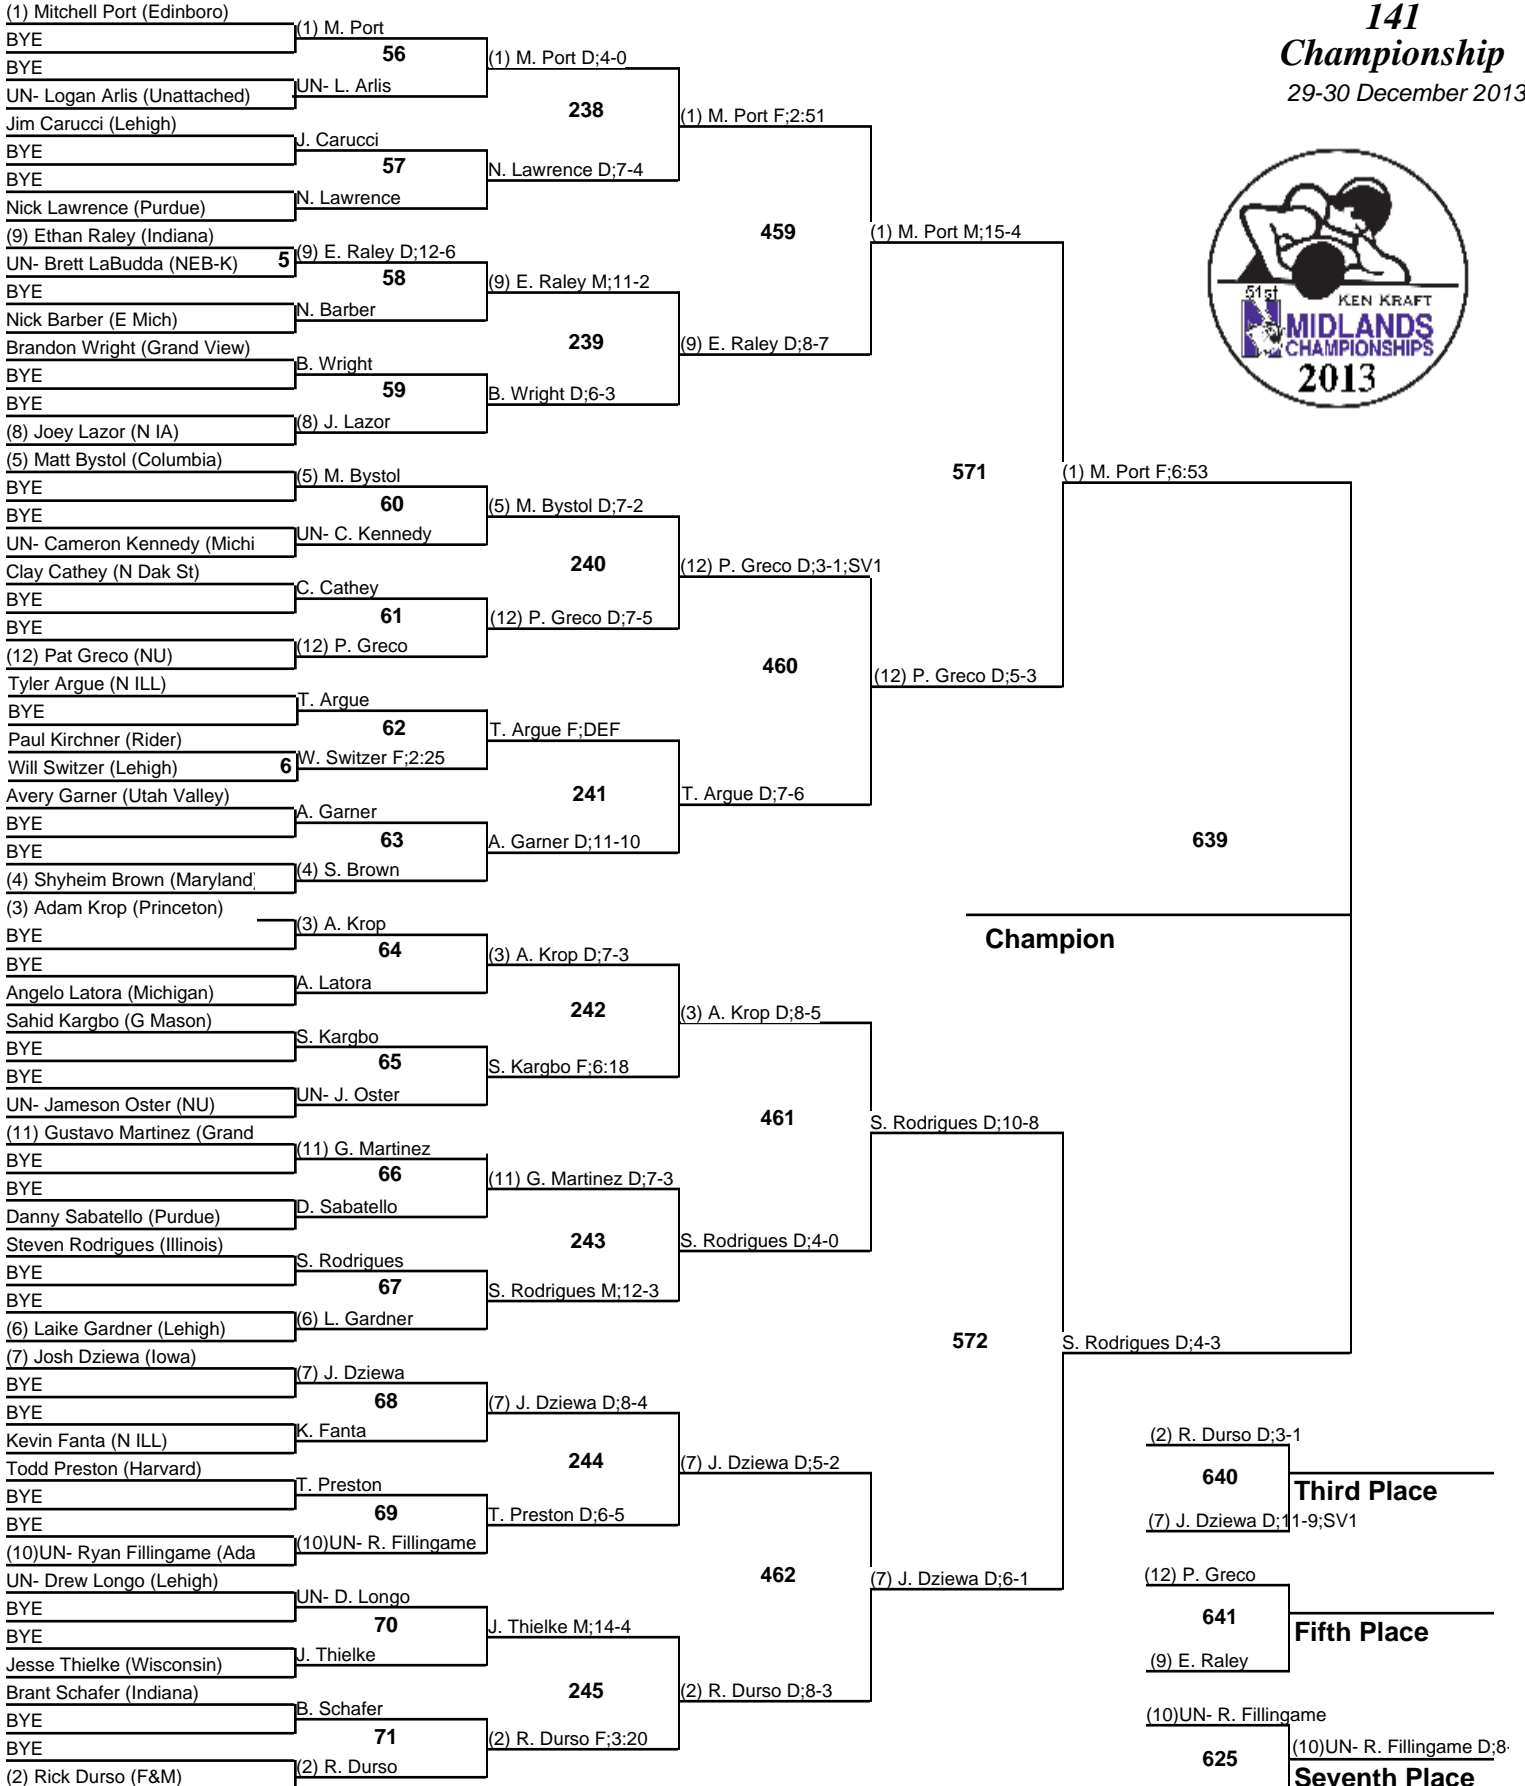 141
Championship
29-30 December 2013
51st
KEN KRAFT
N
MIDLANDS
CHAMPIONSHIPS
2013
(1) Mitchell Port (Edinboro)
BYE
BYE
UN- Logan Arlis (Unattached)
Jim Carucci (Lehigh)
BYE
BYE
Nick Lawrence (Purdue)
(9) Ethan Raley (Indiana)
UN- Brett LaBudda (NEB-K) 5
BYE
Nick Barber (E Mich)
Brandon Wright (Grand View)
BYE
BYE
(8) Joey Lazor (N IA)
(5) Matt Bystol (Columbia)
BYE
BYE
UN- Cameron Kennedy (Michi
Clay Cathey (N Dak St)
BYE
BYE
(12) Pat Greco (NU)
Tyler Argue (N ILL)
BYE
Paul Kirchner (Rider)
Will Switzer (Lehigh) 6
Avery Garner (Utah Valley)
BYE
BYE
(4) Shyheim Brown (Maryland)
(3) Adam Krop (Princeton)
BYE
BYE
Angelo Latora (Michigan)
Sahid Kargbo (G Mason)
BYE
BYE
UN- Jameson Oster (NU)
(11) Gustavo Martinez (Grand
BYE
BYE
Danny Sabatello (Purdue)
Steven Rodrigues (Illinois)
BYE
BYE
(6) Laike Gardner (Lehigh)
(7) Josh Dziewa (Iowa)
BYE
BYE
Kevin Fanta (N ILL)
Todd Preston (Harvard)
BYE
BYE
(10)UN- Ryan Fillingame (Ada
UN- Drew Longo (Lehigh)
BYE
BYE
Jesse Thielke (Wisconsin)
Brant Schafer (Indiana)
BYE
BYE
(2) Rick Durso (F&M)
(1) M. Port
56
UN- L. Arlis
J. Carucci
57
N. Lawrence
(9) E. Raley D;12-6
58
N. Barber
B. Wright
59
(8) J. Lazor
(5) M. Bystol
60
UN- C. Kennedy
C. Cathey
61
(12) P. Greco
T. Argue
62
W. Switzer F;2:25
A. Garner
63
(4) S. Brown
(3) A. Krop
64
A. Latora
S. Kargbo
65
UN- J. Oster
(11) G. Martinez
66
D. Sabatello
S. Rodrigues
67
(6) L. Gardner
(7) J. Dziewa
68
K. Fanta
T. Preston
69
(10)UN- R. Fillingame
UN- D. Longo
70
J. Thielke
B. Schafer
71
(2) R. Durso
(1) M. Port D;4-0
238
N. Lawrence D;7-4
(9) E. Raley M;11-2
239
B. Wright D;6-3
(5) M. Bystol D;7-2
240
(12) P. Greco D;7-5
T. Argue F;DEF
241
A. Garner D;11-10
(3) A. Krop D;7-3
242
S. Kargbo F;6:18
(11) G. Martinez D;7-3
243
S. Rodrigues M;12-3
(7) J. Dziewa D;8-4
244
T. Preston D;6-5
J. Thielke M;14-4
245
(2) R. Durso F;3:20
(1) M. Port F;2:51
459
(9) E. Raley D;8-7
(12) P. Greco D;3-1;SV1
460
T. Argue D;7-6
(3) A. Krop D;8-5
461
S. Rodrigues D;4-0
(7) J. Dziewa D;5-2
462
(2) R. Durso D;8-3
(1) M. Port M;15-4
571
(12) P. Greco D;5-3
S. Rodrigues D;10-8
572
(7) J. Dziewa D;6-1
(1) M. Port F;6:53
639
S. Rodrigues D;4-3
Champion
(2) R. Durso D;3-1
640
Third Place
(7) J. Dziewa D;11-9;SV1
(12) P. Greco
641
Fifth Place
(9) E. Raley
(10)UN- R. Fillingame
625
(10)UN- R. Fillingame D;8-
Seventh Place